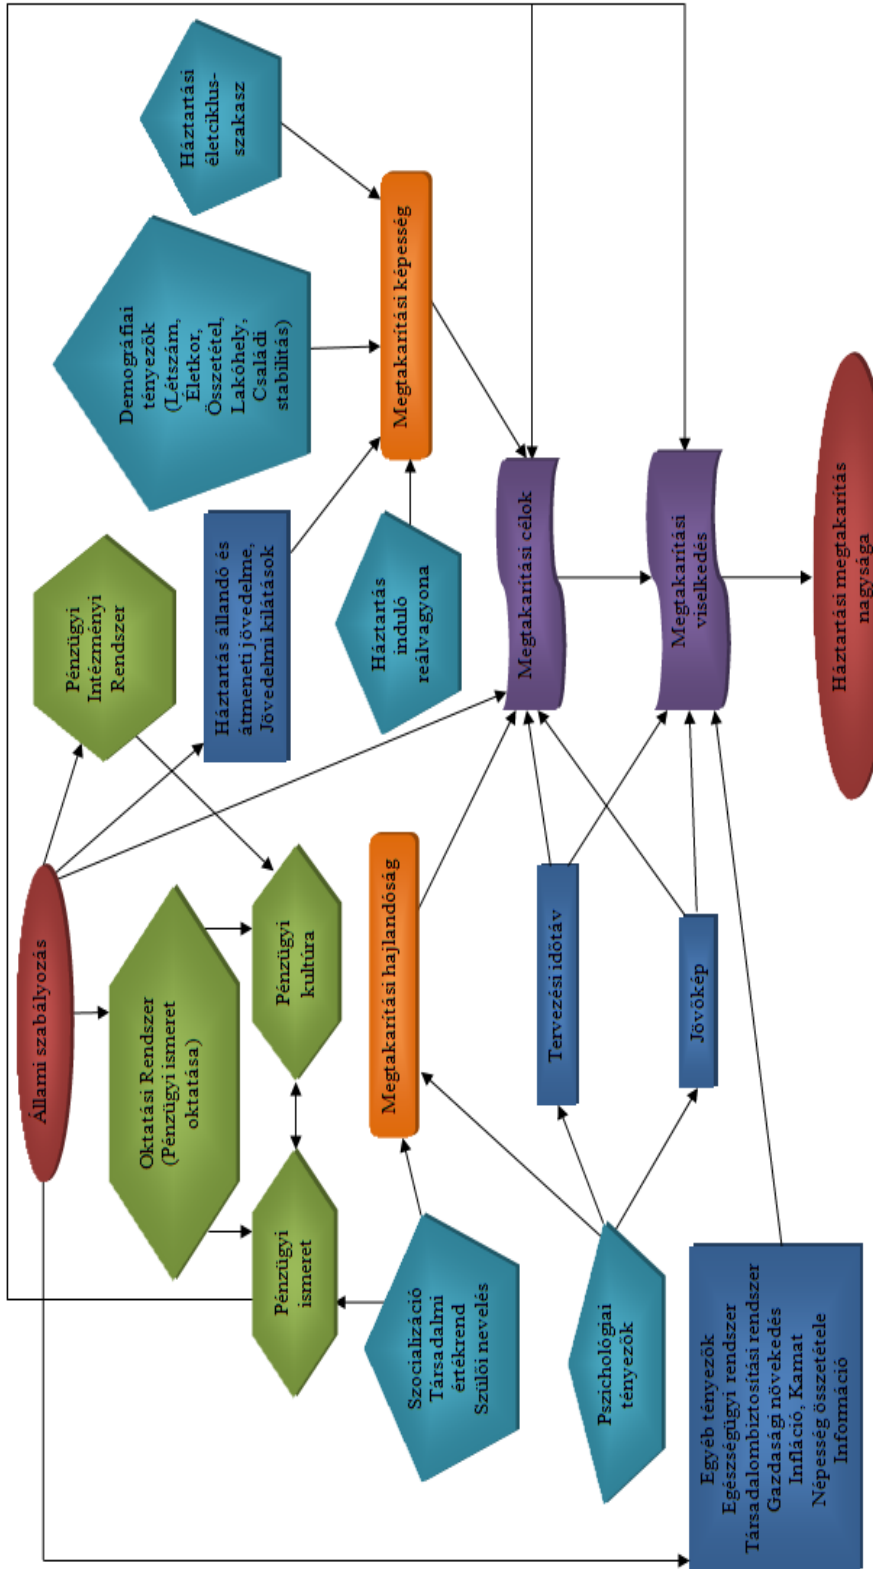 Állami szabályozás
Oktatási Rendszer
(Pénzügyi ismeret
oktatása)
Pénzügyi
Intézményi
Rendszer
Demográfiai
tényezők
(Létszám,
Életkor,
Összetétel,
Lakóhely,
Családi
stabilitás)
Háztartási
életciklus-
szakasz
Pénzügyi
ismeret
Pénzügyi
kultúra
Háztartás állandó és
átmeneti jövedelme,
Jövedelmi kilátások
Szocializáció
Társadalmi
értékrend
Szülői nevelés
Megtakarítási hajlandóság
Háztartás
induló
reálvagyona
Megtakarítási képesség
Pszichológiai
tényezők
Tervezési időtáv
Megtakarítási célok
Jövőkép
Megtakarítási
viselkedés
Egyéb tényezők
Egészségügyi rendszer
Társadalombiztosítási rendszer
Gazdasági növekedés
Infláció, Kamat
Népesség összetétele
Információ
Háztartási megtakarítás
nagysága